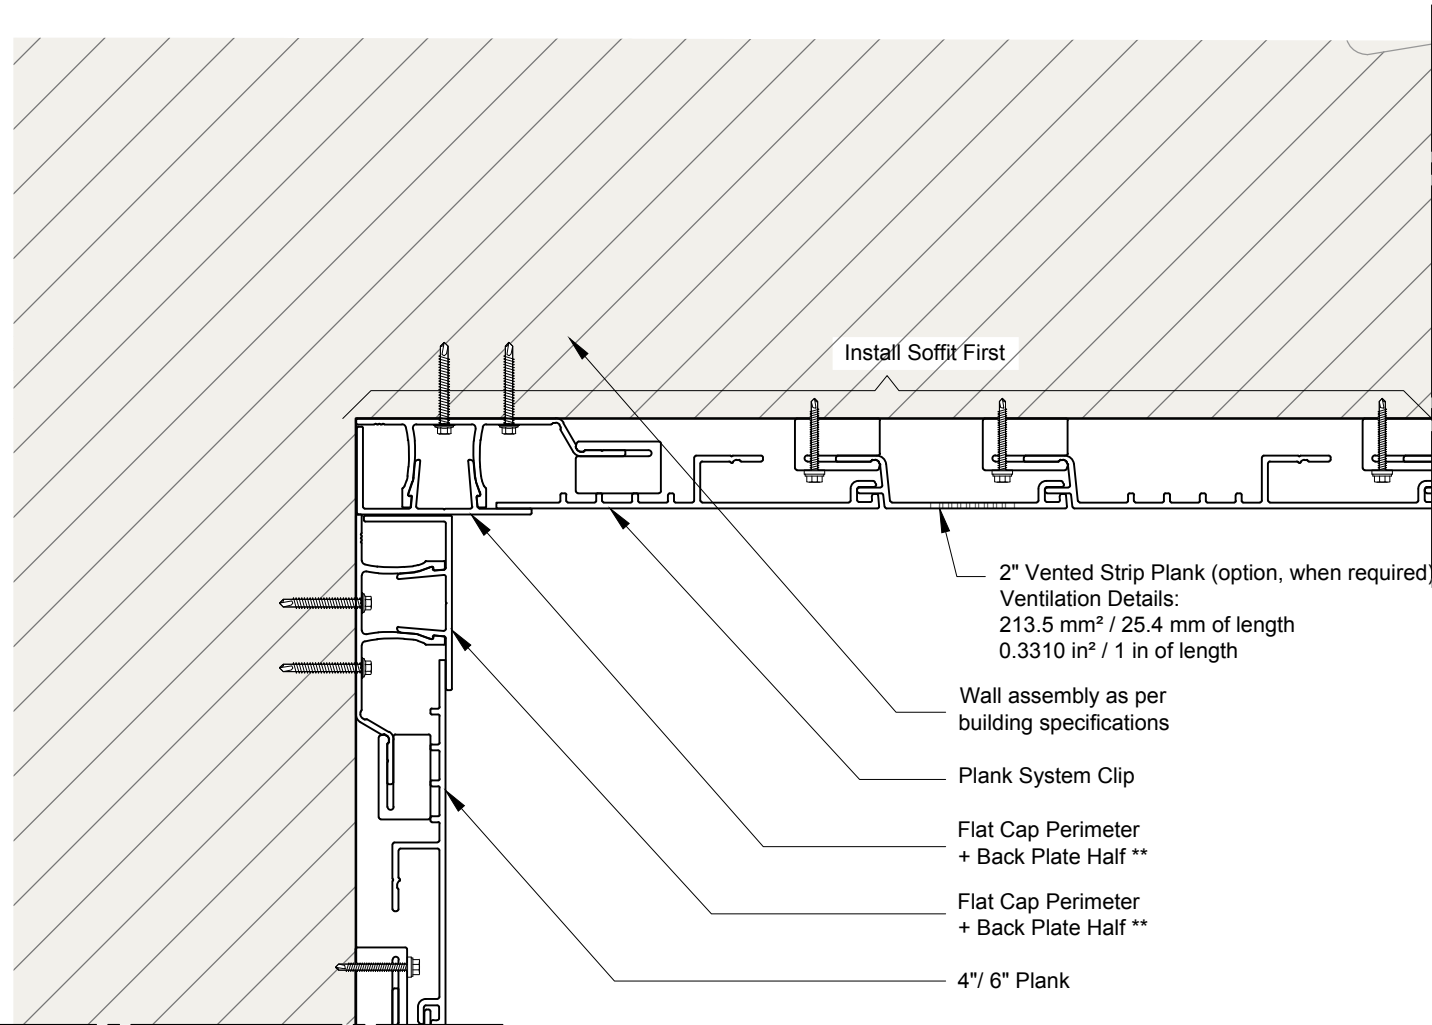 Install Soffit First
2" Vented Strip Plank (option, when required)
Ventilation Details:
213.5 mm² / 25.4 mm of length
0.3310 in² / 1 in of length
Wall assembly as per
building specifications
Plank System Clip
Flat Cap Perimeter
+ Back Plate Half **
Flat Cap Perimeter
+ Back Plate Half **
4"/ 6" Plank